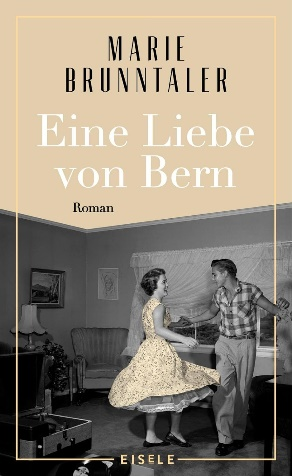 MARIE
BRUNNTALER
Eine Liebe
von Bern
Roman
EISELE